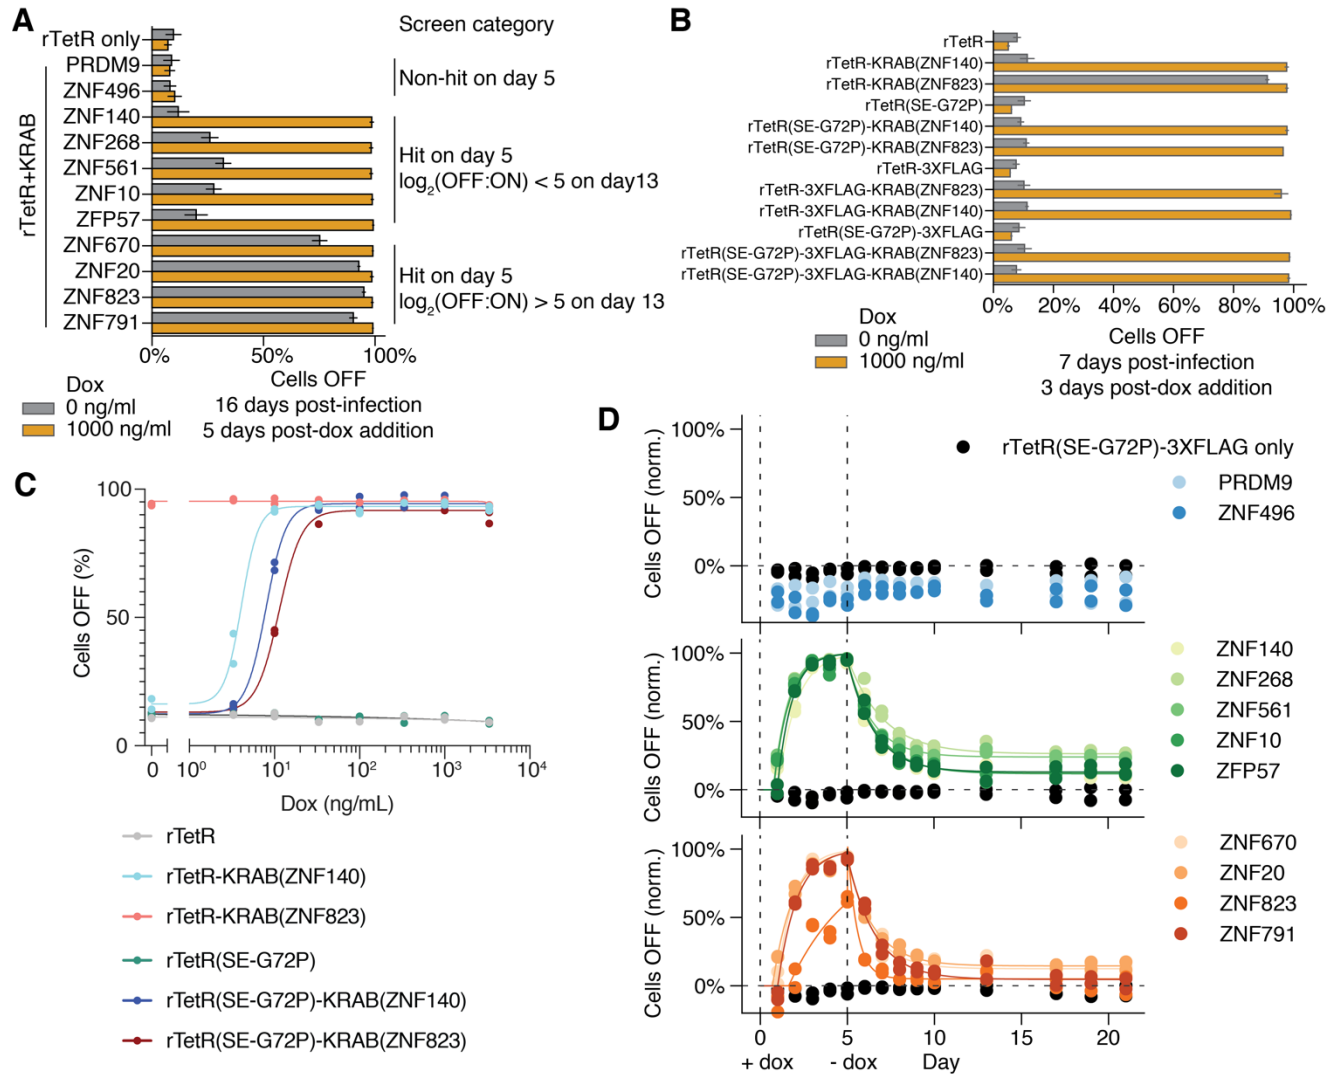 A
Screen category
rTetR+KRAB
rTetR only
PRDM9
ZNF496
ZNF140
ZNF268
ZNF561
ZNF10
ZFP57
ZNF670
ZNF20
ZNF823
ZNF791
Non-hit on day 5
Hit on day 5
log2(OFF:ON) < 5 on day13
Hit on day 5
log2(OFF:ON) > 5 on day 13
0% 50% 100%
Cells OFF
16 days post-infection
5 days post-dox addition
Dox
0 ng/ml
1000 ng/ml
B
rTetR
rTetR-KRAB(ZNF140)
rTetR-KRAB(ZNF823)
rTetR(SE-G72P)
rTetR(SE-G72P)-KRAB(ZNF140)
rTetR(SE-G72P)-KRAB(ZNF823)
rTetR-3XFLAG
rTetR-3XFLAG-KRAB(ZNF823)
rTetR-3XFLAG-KRAB(ZNF140)
rTetR(SE-G72P)-3XFLAG
rTetR(SE-G72P)-3XFLAG-KRAB(ZNF823)
rTetR(SE-G72P)-3XFLAG-KRAB(ZNF140)
0% 20% 40% 60% 80% 100%
Cells OFF
7 days post-infection
3 days post-dox addition
Dox
0 ng/ml
1000 ng/ml
C
Cells OFF (%)
100
50
0
0 10⁰ 10¹ 10² 10³ 10⁴
Dox (ng/mL)
rTetR
rTetR-KRAB(ZNF140)
rTetR-KRAB(ZNF823)
rTetR(SE-G72P)
rTetR(SE-G72P)-KRAB(ZNF140)
rTetR(SE-G72P)-KRAB(ZNF823)
D
Cells OFF (norm.)
100%
50%
0%
rTetR(SE-G72P)-3XFLAG only
PRDM9
ZNF496
Cells OFF (norm.)
100%
50%
0%
ZNF140
ZNF268
ZNF561
ZNF10
ZFP57
Cells OFF (norm.)
100%
50%
0%
ZNF670
ZNF20
ZNF823
ZNF791
0 5 10 15 20
+ dox - dox Day